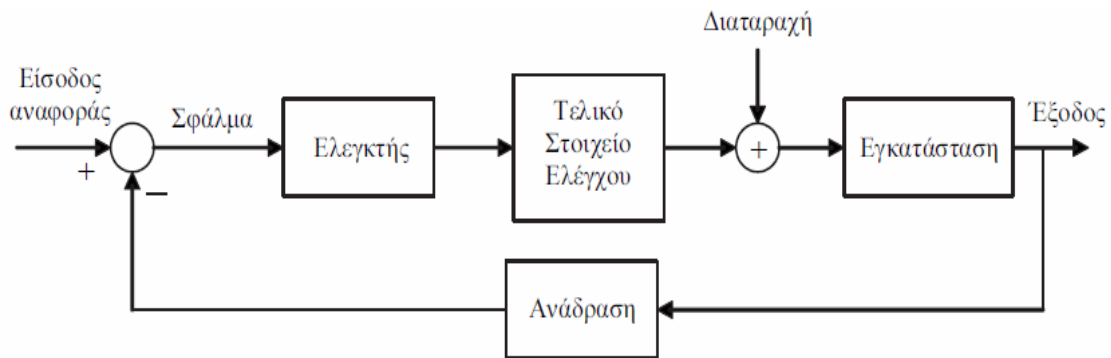 Διαταραχή
Είσοδος
αναφοράς
Σφάλμα
Ελεγκτής
Τελικό
Στοιχείο
Ελέγχου
+
Εγκατάσταση
Έξοδος
+
−
Ανάδραση